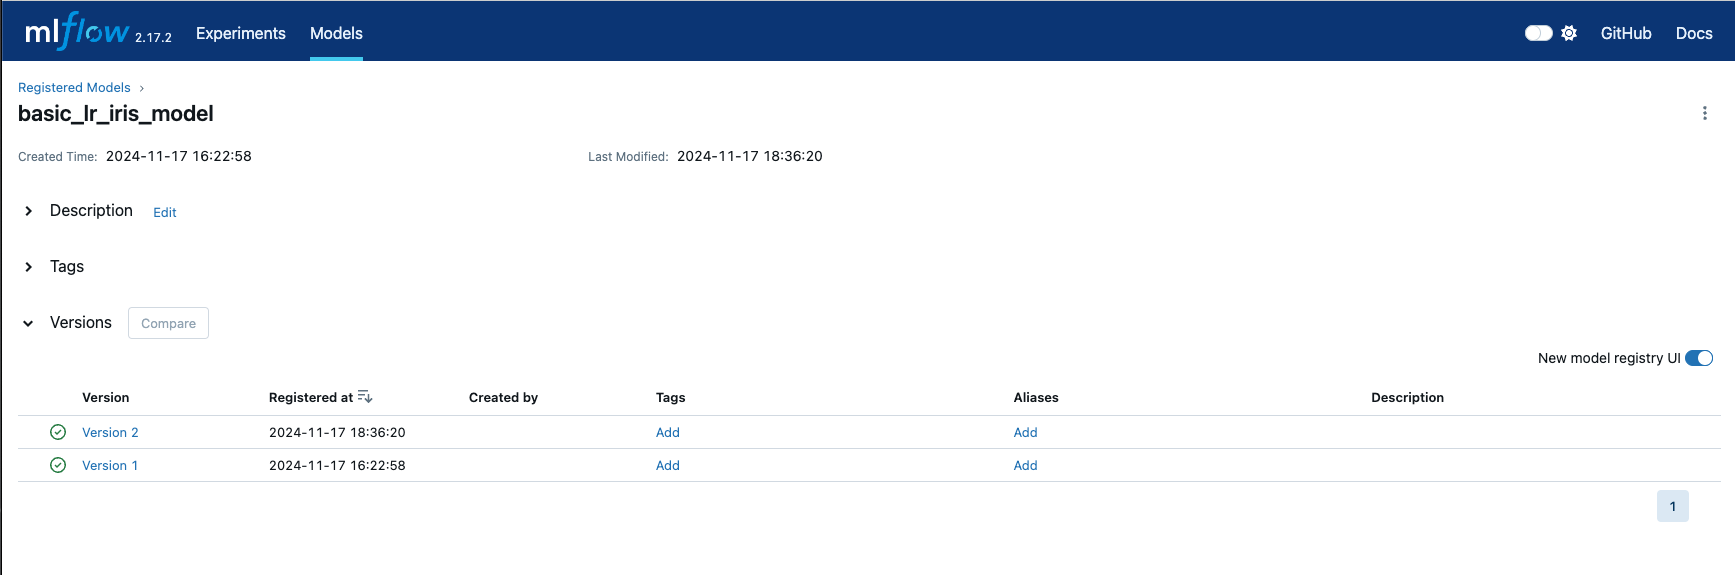 mlflow 2.17.2 Experiments Models GitHub Docs
Registered Models ›
basic_lr_iris_model
Created Time: 2024-11-17 16:22:58 Last Modified: 2024-11-17 18:36:20
Description Edit
Tags
Versions Compare
New model registry UI
Version Registered at Created by Tags Aliases Description
Version 2 2024-11-17 18:36:20 Add Add
Version 1 2024-11-17 16:22:58 Add Add
1